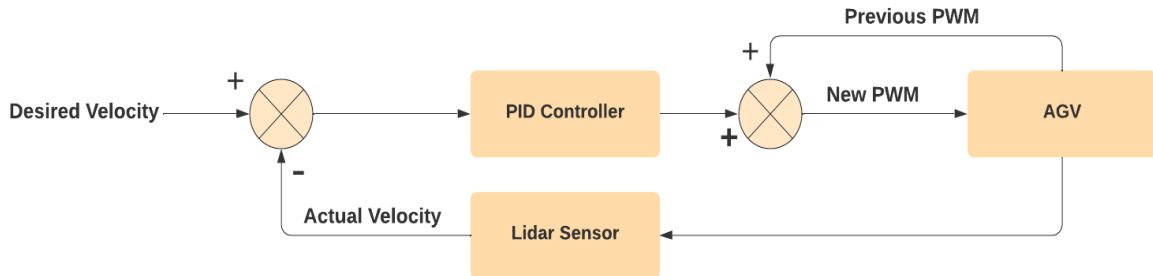 Previous PWM
+
+
Desired Velocity
PID Controller
New PWM
AGV
+
-
Actual Velocity
Lidar Sensor